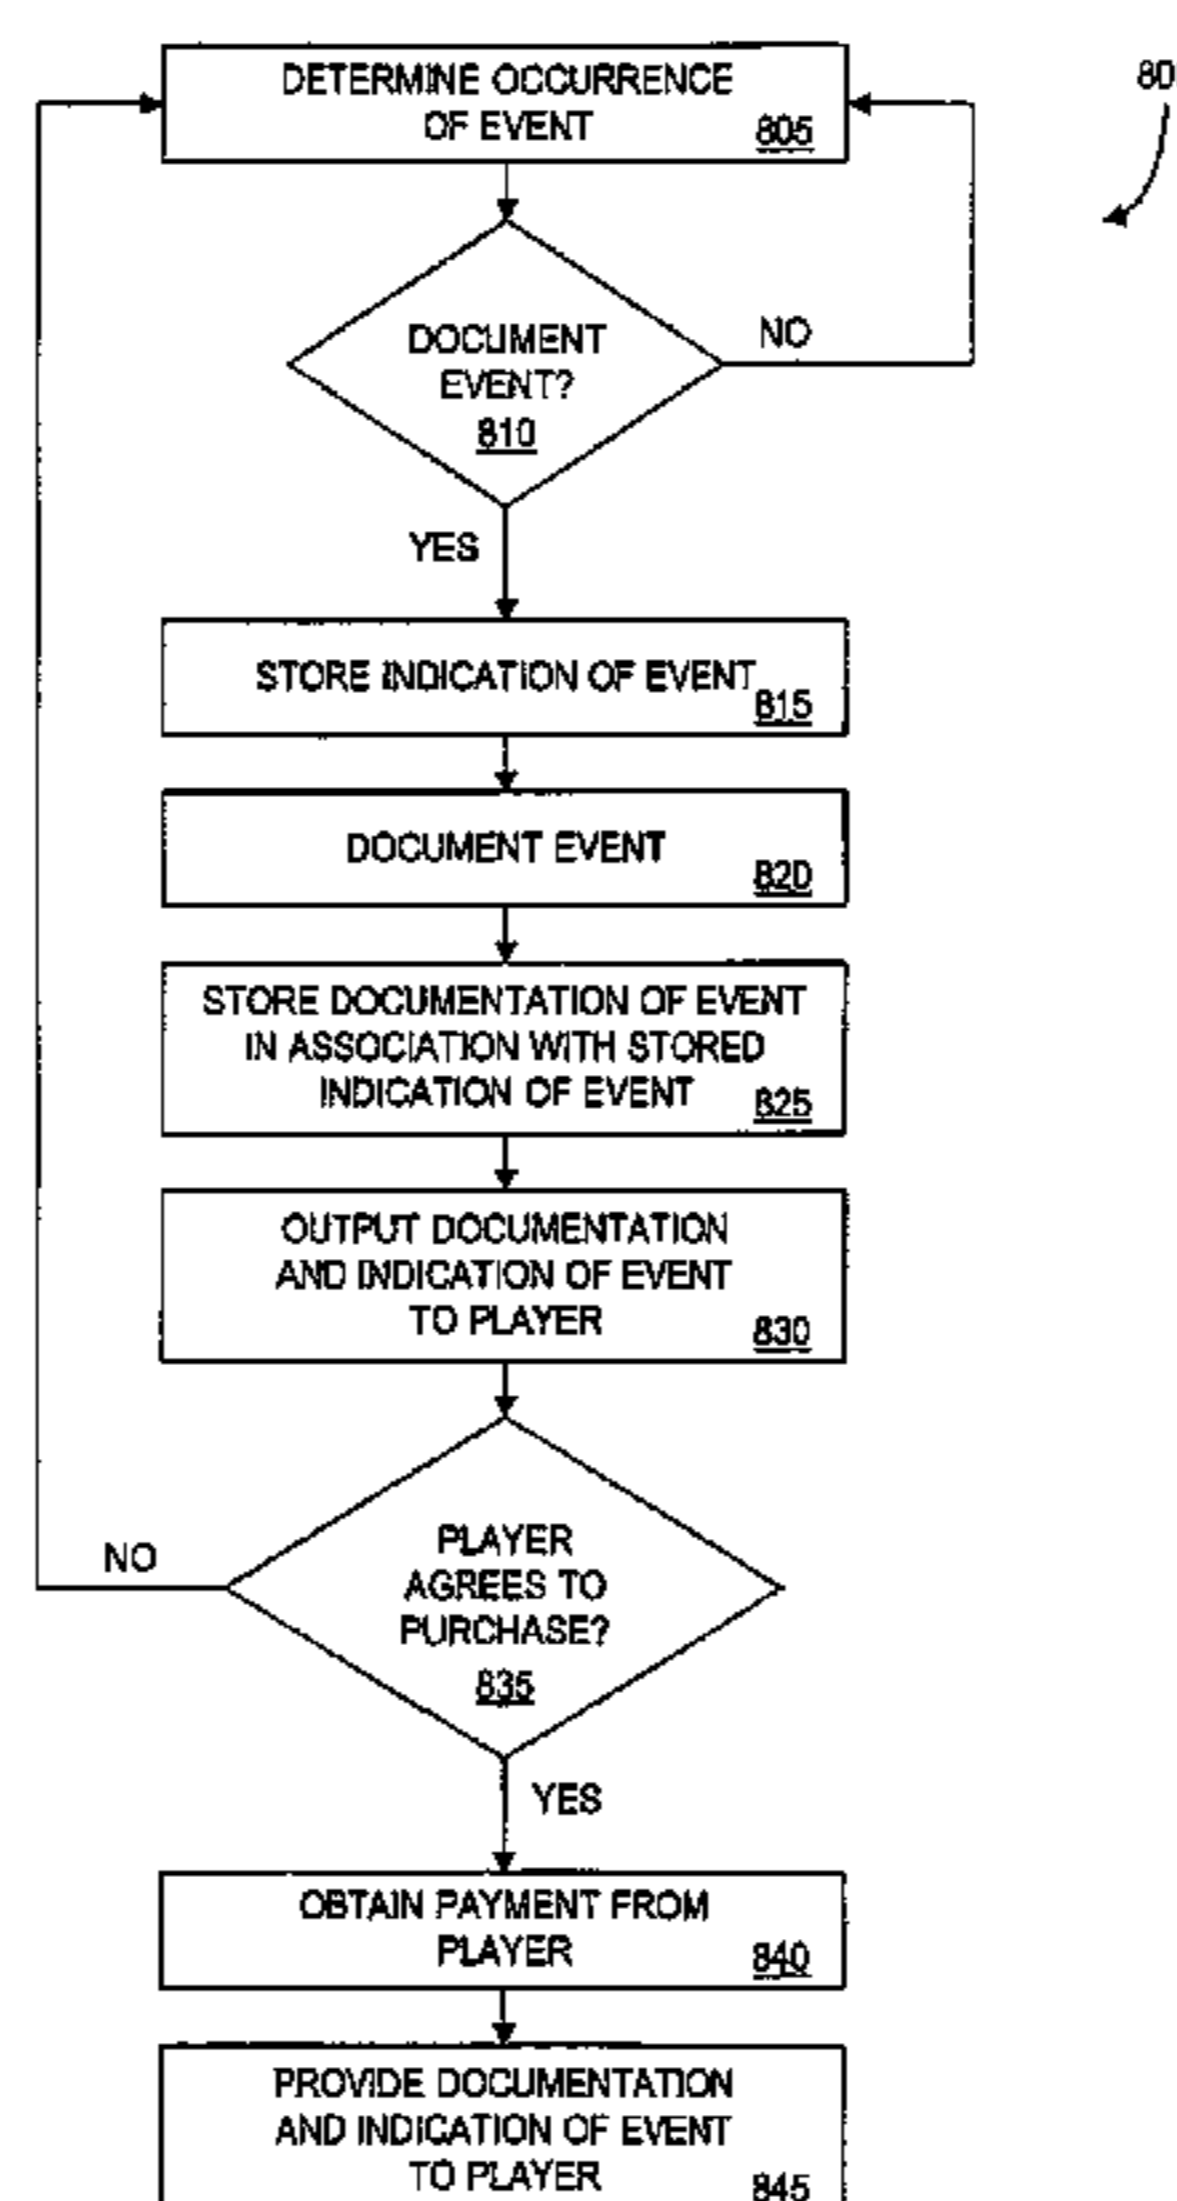 DETERMINE OCCURRENCE
OF EVENT
805
DOCUMENT
EVENT?
810
NO
YES
STORE INDICATION OF EVENT
815
DOCUMENT EVENT
820
STORE DOCUMENTATION OF EVENT
IN ASSOCIATION WITH STORED
INDICATION OF EVENT
825
OUTPUT DOCUMENTATION
AND INDICATION OF EVENT
TO PLAYER
830
PLAYER
AGREES TO
PURCHASE?
835
NO
YES
OBTAIN PAYMENT FROM
PLAYER
840
PROVIDE DOCUMENTATION
AND INDICATION OF EVENT
TO PLAYER
845